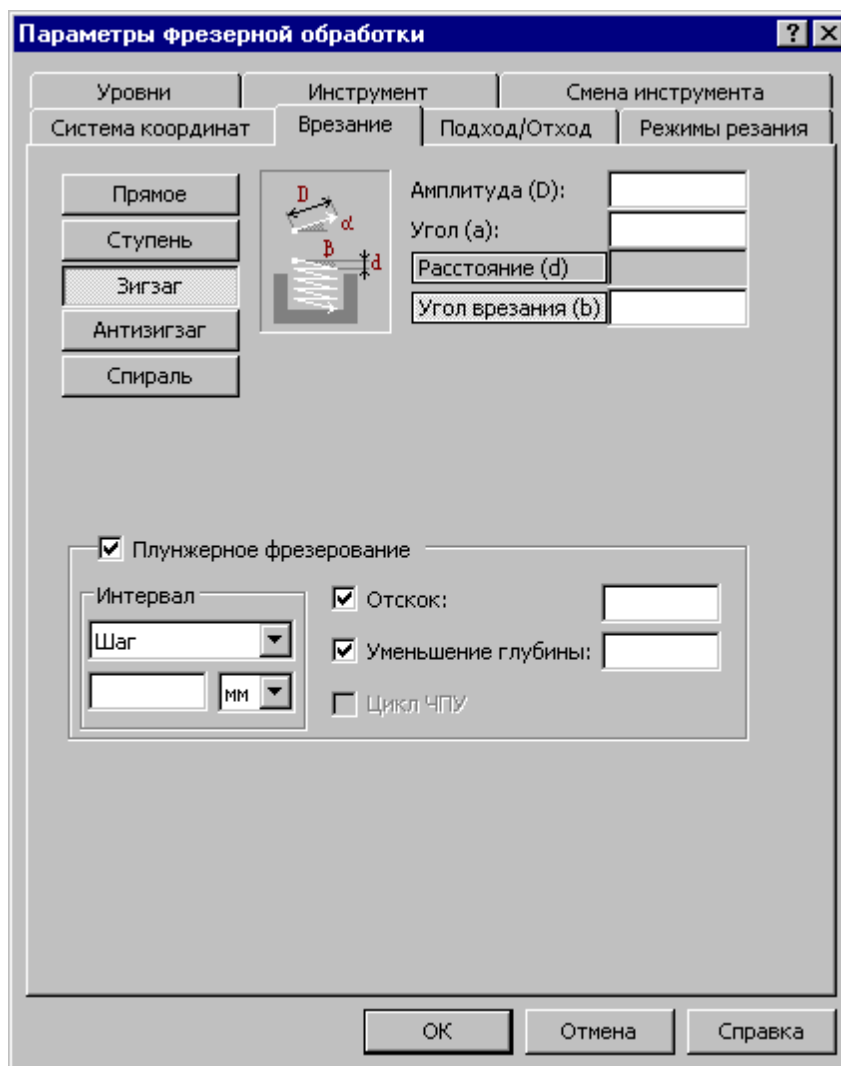 Параметры фрезерной обработки
Уровни Инструмент Смена инструмента
Система координат Врезание Подход/Отход Режимы резания
Прямое
Ступень
Зигзаг
Антизигзаг
Спираль
D
α
B
d
Амплитуда (D):
Угол (a):
Расстояние (d)
Угол врезания (b)
Плунжерное фрезерование
Интервал
Шаг
мм
Отскок:
Уменьшение глубины:
Цикл ЧПУ
ОК Отмена Справка